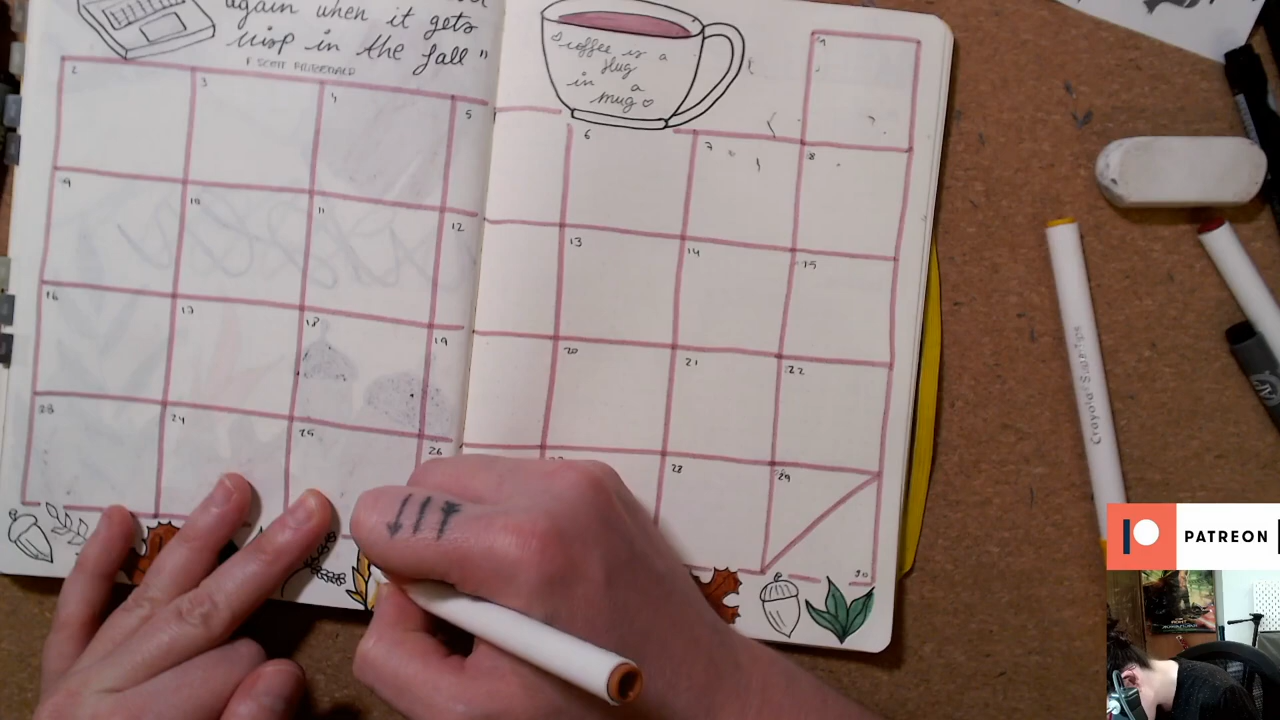 again when it gets
crisp in the fall"
F SCOTT FITZGERALD
coffee is a
Hug
in a
mug
1
2 3 4 5 6 7 8
9 10 11 12 13 14 15
16 17 18 19 20 21 22
23 24 25 26 28 29
30
Crayola SuperTips
PATREON